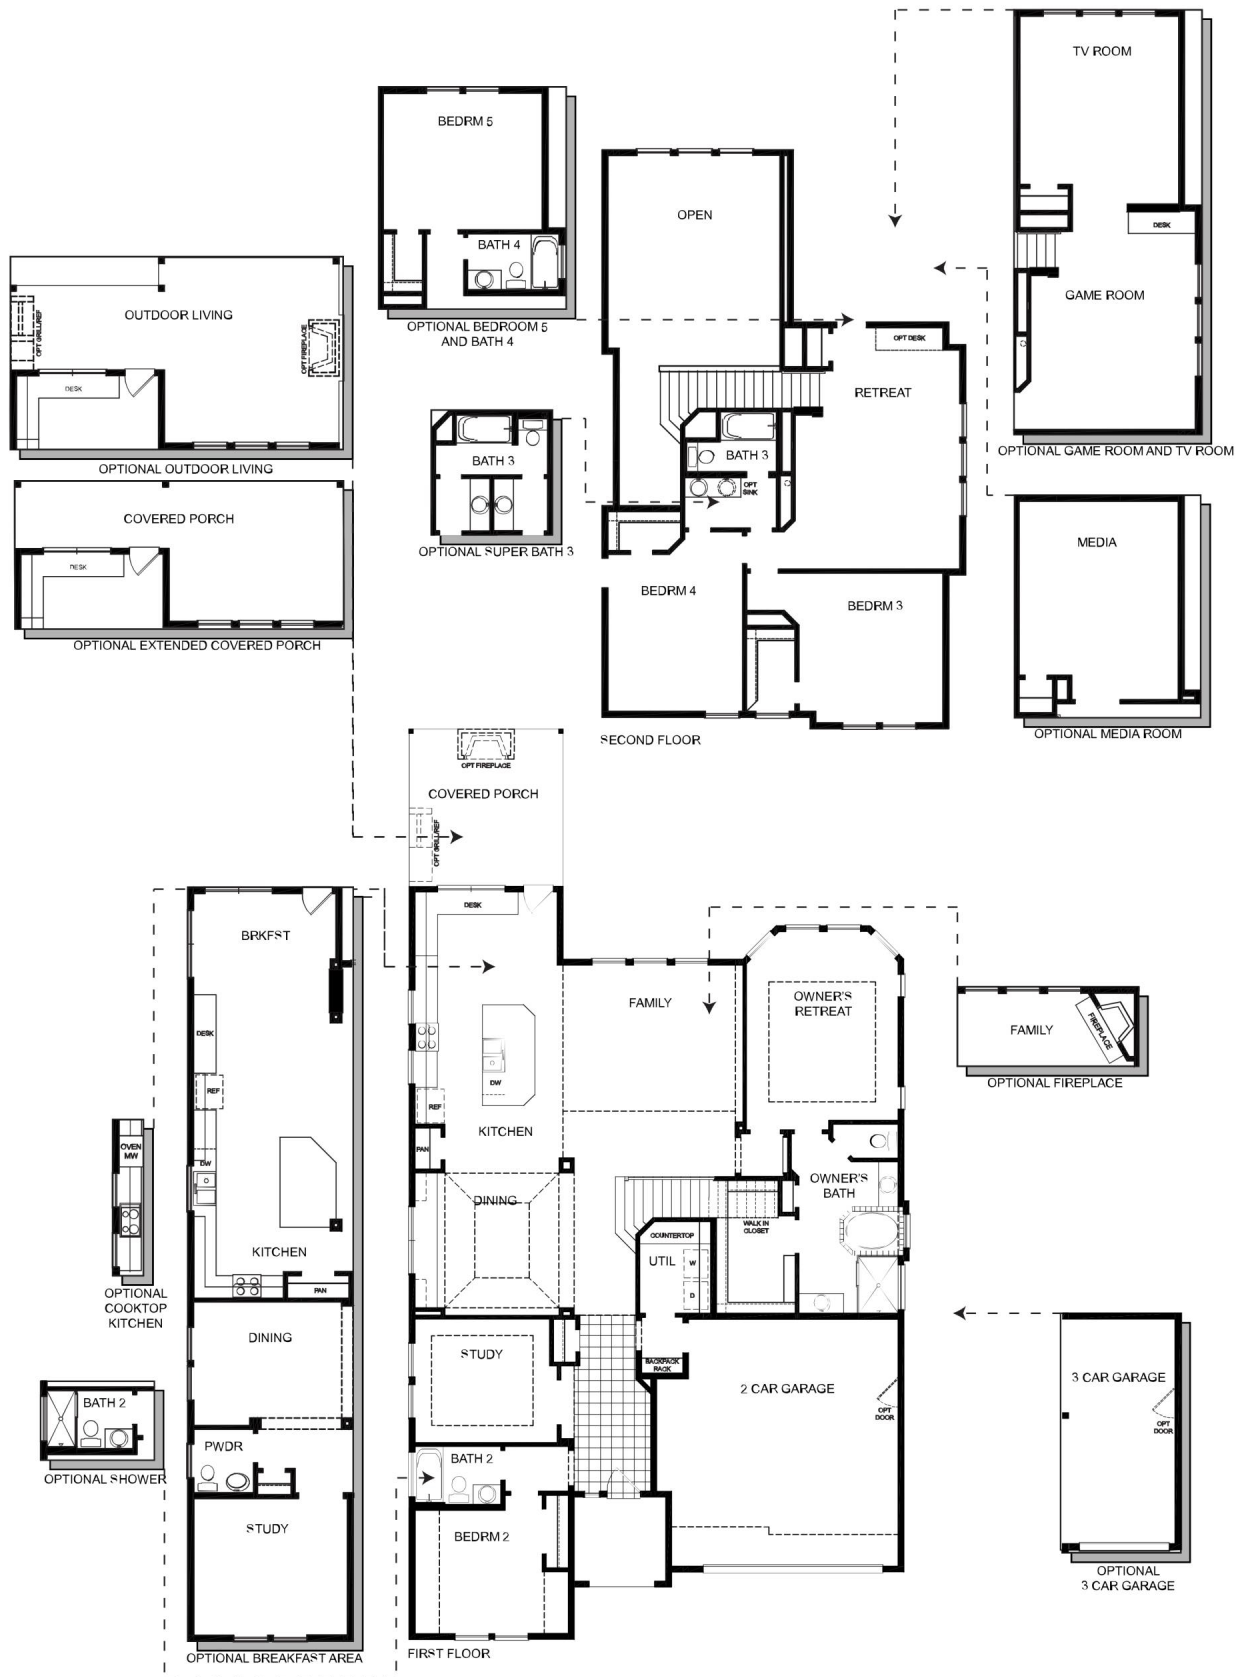 TV ROOM
DESK
GAME ROOM
OPTIONAL GAME ROOM AND TV ROOM
BEDRM 5
BATH 4
OPTIONAL BEDROOM 5
AND BATH 4
OPEN
OPT DESK
RETREAT
BATH 3
OPT
SINK
BEDRM 4
BEDRM 3
SECOND FLOOR
OUTDOOR LIVING
OPT GRILL/REF
OPT FIREPLACE
DESK
OPTIONAL OUTDOOR LIVING
BATH 3
OPTIONAL SUPER BATH 3
COVERED PORCH
DESK
OPTIONAL EXTENDED COVERED PORCH
MEDIA
OPTIONAL MEDIA ROOM
OPT FIREPLACE
COVERED PORCH
OPT GRILL/REF
DESK
FAMILY
OWNER'S
RETREAT
DW
REF
KITCHEN
PAN
DINING
OWNER'S
BATH
WALK IN
CLOSET
COUNTERTOP
UTIL
W
D
STUDY
BACKPACK
RACK
2 CAR GARAGE
OPT
DOOR
BATH 2
BEDRM 2
FIRST FLOOR
BRKFST
DESK
REF
DW
KITCHEN
PAN
DINING
PWDR
STUDY
OPTIONAL BREAKFAST AREA
OVEN
MW
OPTIONAL
COOKTOP
KITCHEN
BATH 2
OPTIONAL SHOWER
FAMILY
FIREPLACE
OPTIONAL FIREPLACE
3 CAR GARAGE
OPT
DOOR
OPTIONAL
3 CAR GARAGE